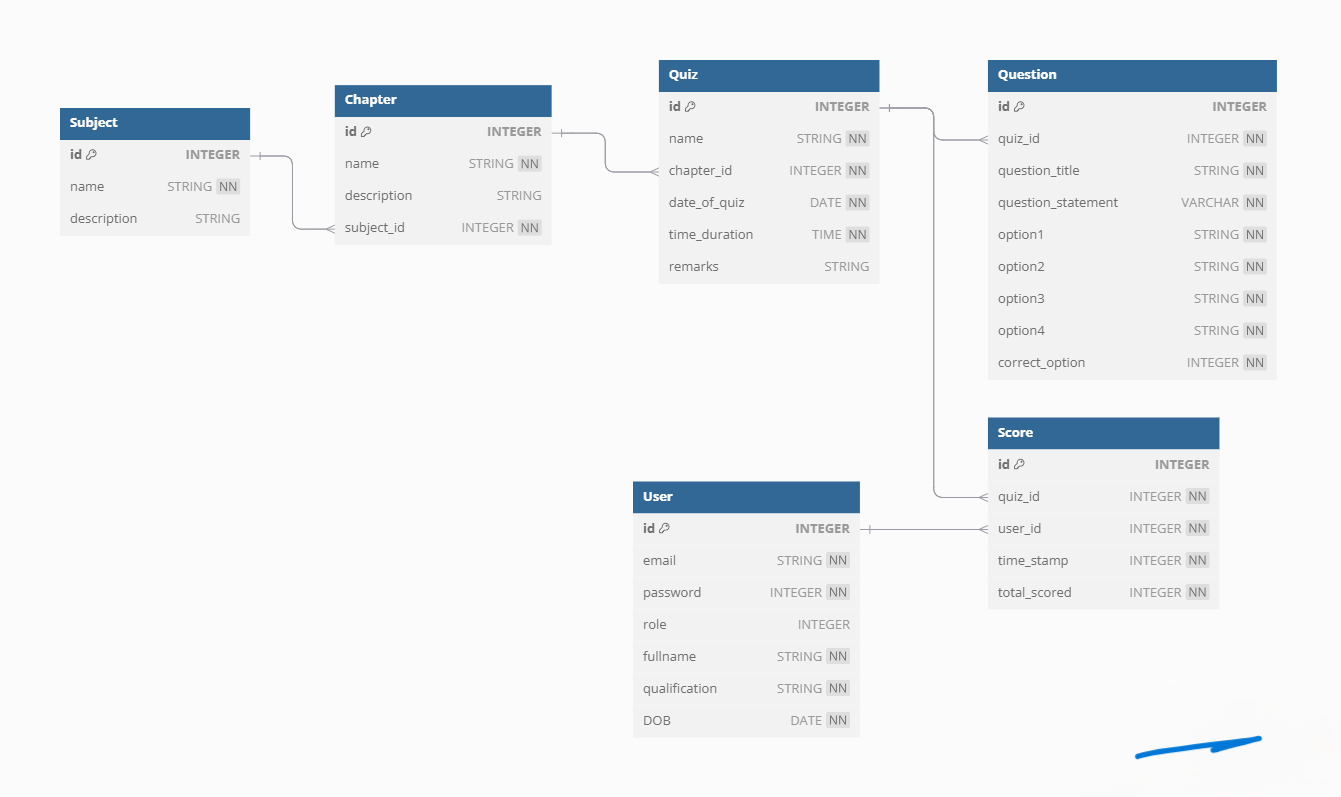 Subject
id INTEGER
name STRING NN
description STRING
Chapter
id INTEGER
name STRING NN
description STRING
subject_id INTEGER NN
Quiz
id INTEGER
name STRING NN
chapter_id INTEGER NN
date_of_quiz DATE NN
time_duration TIME NN
remarks STRING
Question
id INTEGER
quiz_id INTEGER NN
question_title STRING NN
question_statement VARCHAR NN
option1 STRING NN
option2 STRING NN
option3 STRING NN
option4 STRING NN
correct_option INTEGER NN
User
id INTEGER
email STRING NN
password INTEGER NN
role INTEGER
fullname STRING NN
qualification STRING NN
DOB DATE NN
Score
id INTEGER
quiz_id INTEGER NN
user_id INTEGER NN
time_stamp INTEGER NN
total_scored INTEGER NN